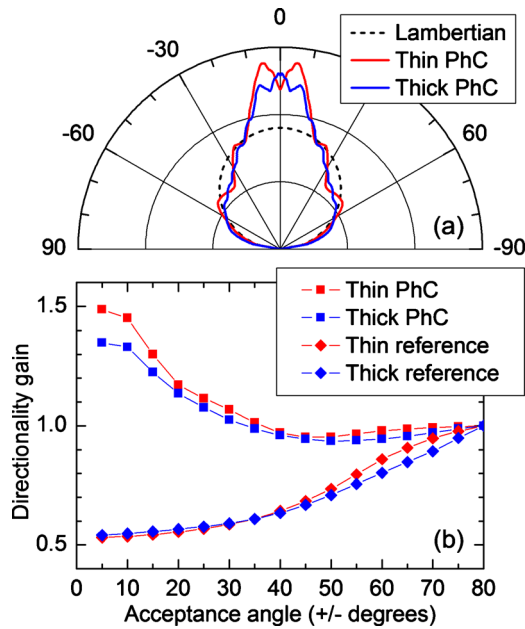 0
-30
-60
60
90
-90
Lambertian
Thin PhC
Thick PhC
(a)
Thin PhC
Thick PhC
Thin reference
Thick reference
1.5
1.0
0.5
Directionality gain
(b)
0 10 20 30 40 50 60 70 80
Acceptance angle (+/- degrees)